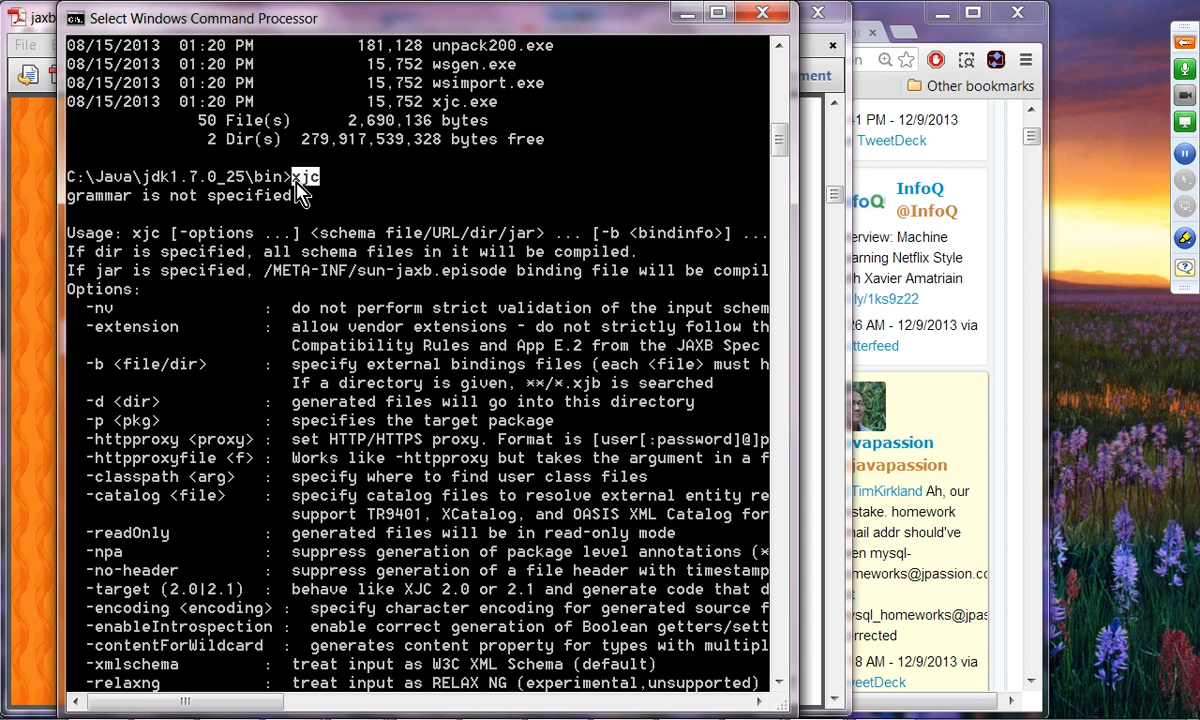 jaxb
Select Windows Command Processor
File
ment
08/15/2013  01:20 PM           181,128 unpack200.exe
08/15/2013  01:20 PM            15,752 wsgen.exe
08/15/2013  01:20 PM            15,752 wsimport.exe
08/15/2013  01:20 PM            15,752 xjc.exe
50 File(s)      2,690,136 bytes
2 Dir(s)  279,917,539,328 bytes free
C:\Java\jdk1.7.0_25\bin>xjc
grammar is not specified
Usage: xjc [-options ...] <schema file/URL/dir/jar> ... [-b <bindinfo>] ...
If dir is specified, all schema files in it will be compiled.
If jar is specified, /META-INF/sun-jaxb.episode binding file will be compil
Options:
-nv                :  do not perform strict validation of the input schem
-extension         :  allow vendor extensions - do not strictly follow th
Compatibility Rules and App E.2 from the JAXB Spec
-b <file/dir>      :  specify external bindings files (each <file> must h
If a directory is given, **/*.xjb is searched
-d <dir>           :  generated files will go into this directory
-p <pkg>           :  specifies the target package
-httpproxy <proxy> :  set HTTP/HTTPS proxy. Format is [user[:password]@]p
-httpproxyfile <f> :  Works like -httpproxy but takes the argument in a f
-classpath <arg>   :  specify where to find user class files
-catalog <file>    :  specify catalog files to resolve external entity re
support TR9401, XCatalog, and OASIS XML Catalog for
-readOnly          :  generated files will be in read-only mode
-npa               :  suppress generation of package level annotations (*
-no-header         :  suppress generation of a file header with timestamp
-target (2.0|2.1)  :  behave like XJC 2.0 or 2.1 and generate code that d
-encoding <encoding> :  specify character encoding for generated source f
-enableIntrospection :  enable correct generation of Boolean getters/sett
-contentForWildcard  :  generates content property for types with multipl
-xmlschema         :  treat input as W3C XML Schema (default)
-relaxng           :  treat input as RELAX NG (experimental,unsupported)
Other bookmarks
1 PM - 12/9/2013
TweetDeck
foQ
InfoQ
@InfoQ
erview: Machine
arning Netflix Style
h Xavier Amatriain
ly/1ks9z22
26 AM - 12/9/2013 via
tterfeed
vapassion
javapassion
TimKirkland Ah, our
stake. homework
ail addr should've
en mysql-
meworks@jpassion.co
t
ysql_homeworks@jpas
rrected
8 AM - 12/9/2013 via
eetDeck